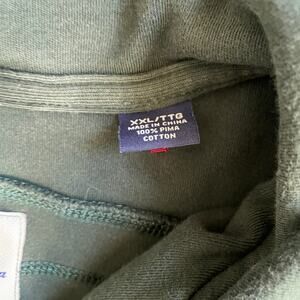 XXL/TTG
MADE IN CHINA
100% PIMA
COTTON